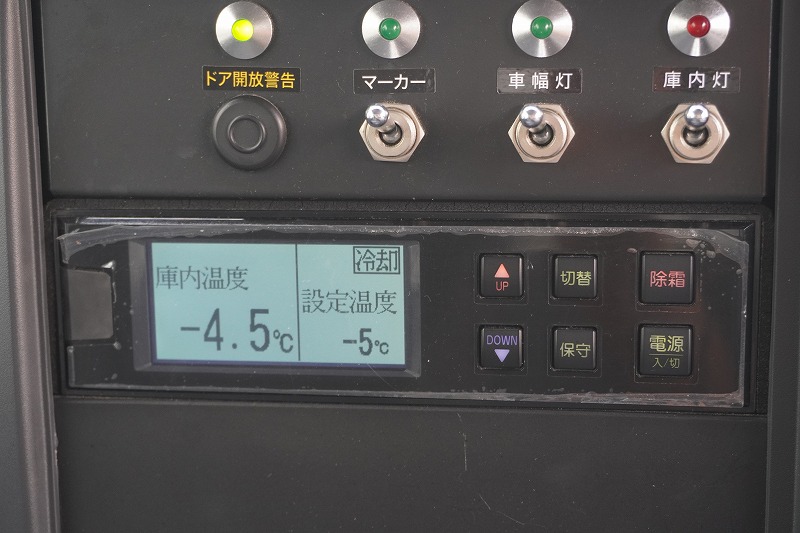 ドア開放警告
マーカー
車幅灯
庫内灯
冷却
庫内温度
設定温度
-4.5℃
-5℃
UP
切替
除霜
DOWN
保守
電源
入/切